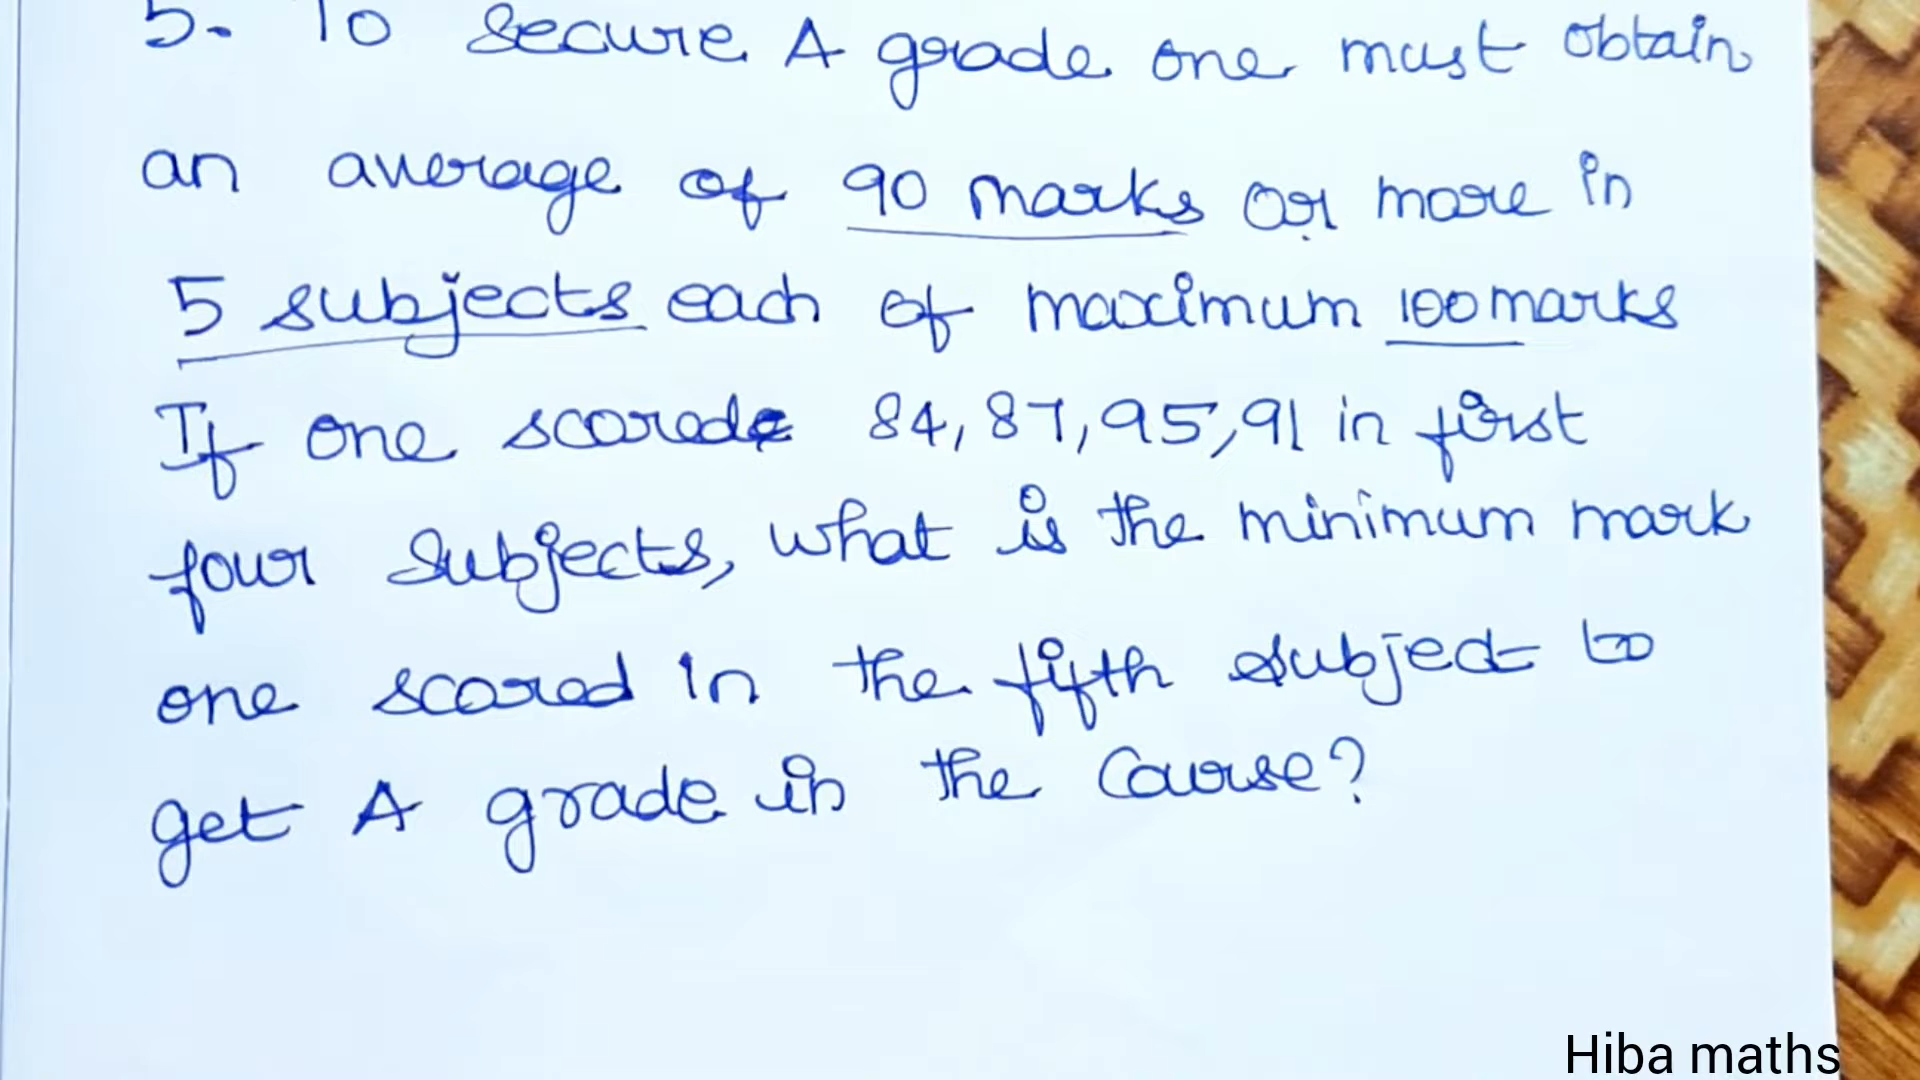 5. To secure A grade one must obtain
an average of 90 marks or more in
5 subjects each of maximum 100 marks
If one scored 84, 87, 95, 91 in first
four subjects, what is the minimum mark
one scored in the fifth subject to
get A grade in the Course?
Hiba maths